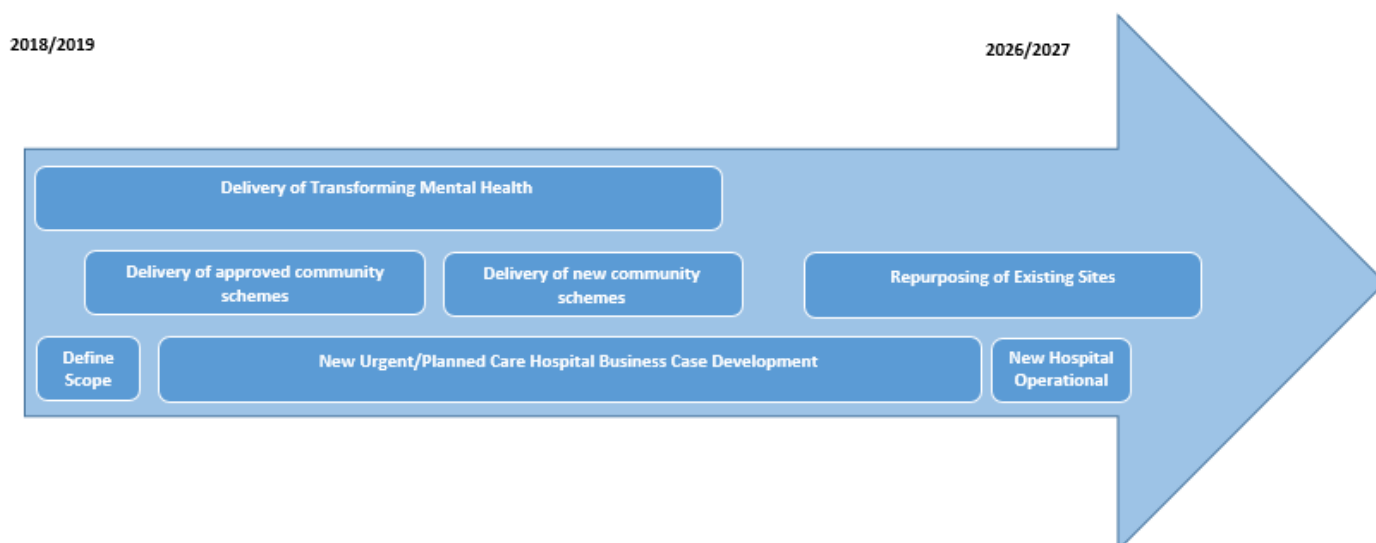 2018/2019
2026/2027
Delivery of Transforming Mental Health
Delivery of approved community
schemes
Delivery of new community
schemes
Repurposing of Existing Sites
Define
Scope
New Urgent/Planned Care Hospital Business Case Development
New Hospital
Operational